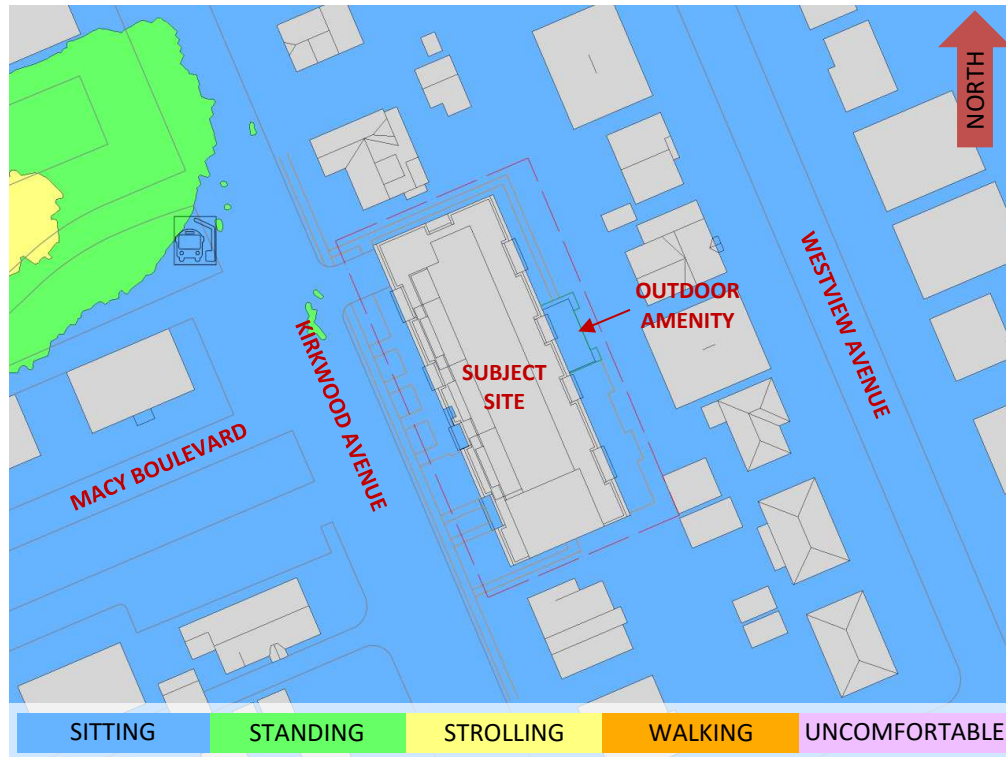 NORTH
WESTVIEW AVENUE
OUTDOOR
AMENITY
KIRKWOOD AVENUE
SUBJECT
SITE
MACY BOULEVARD
SITTING
STANDING
STROLLING
WALKING
UNCOMFORTABLE